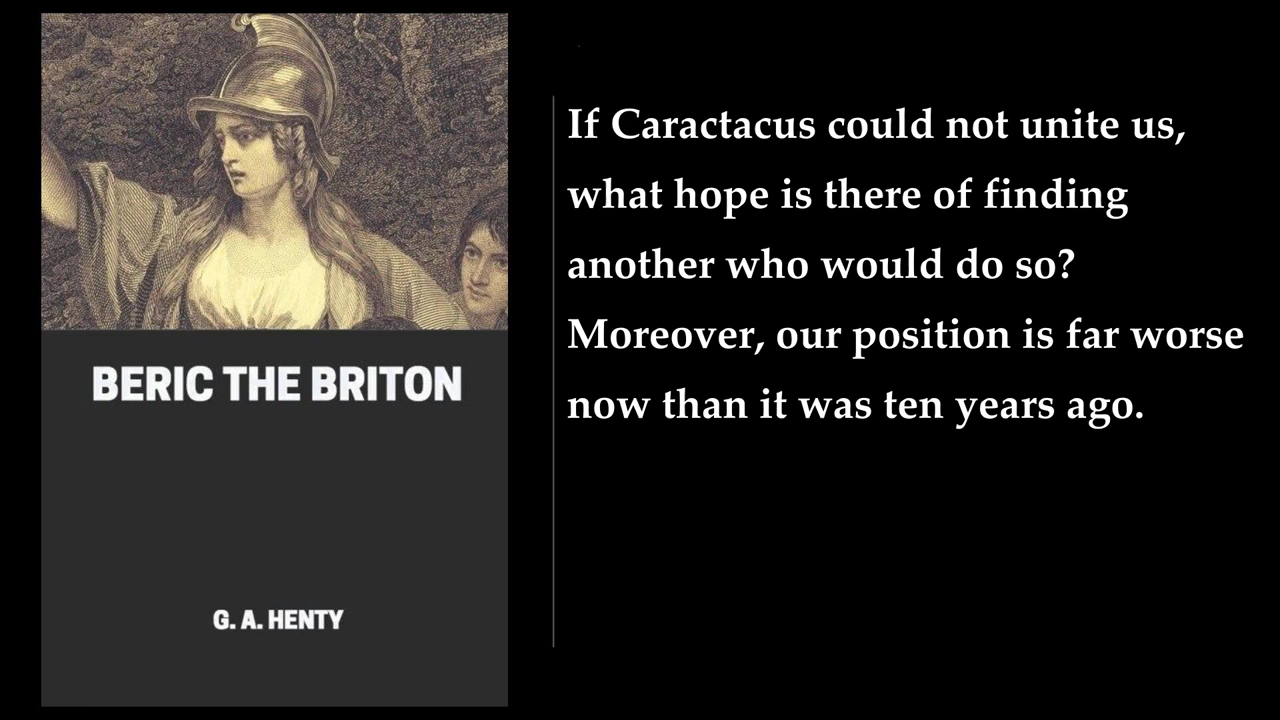 BERIC THE BRITON
G. A. HENTY
If Caractacus could not unite us,
what hope is there of finding
another who would do so?
Moreover, our position is far worse
now than it was ten years ago.